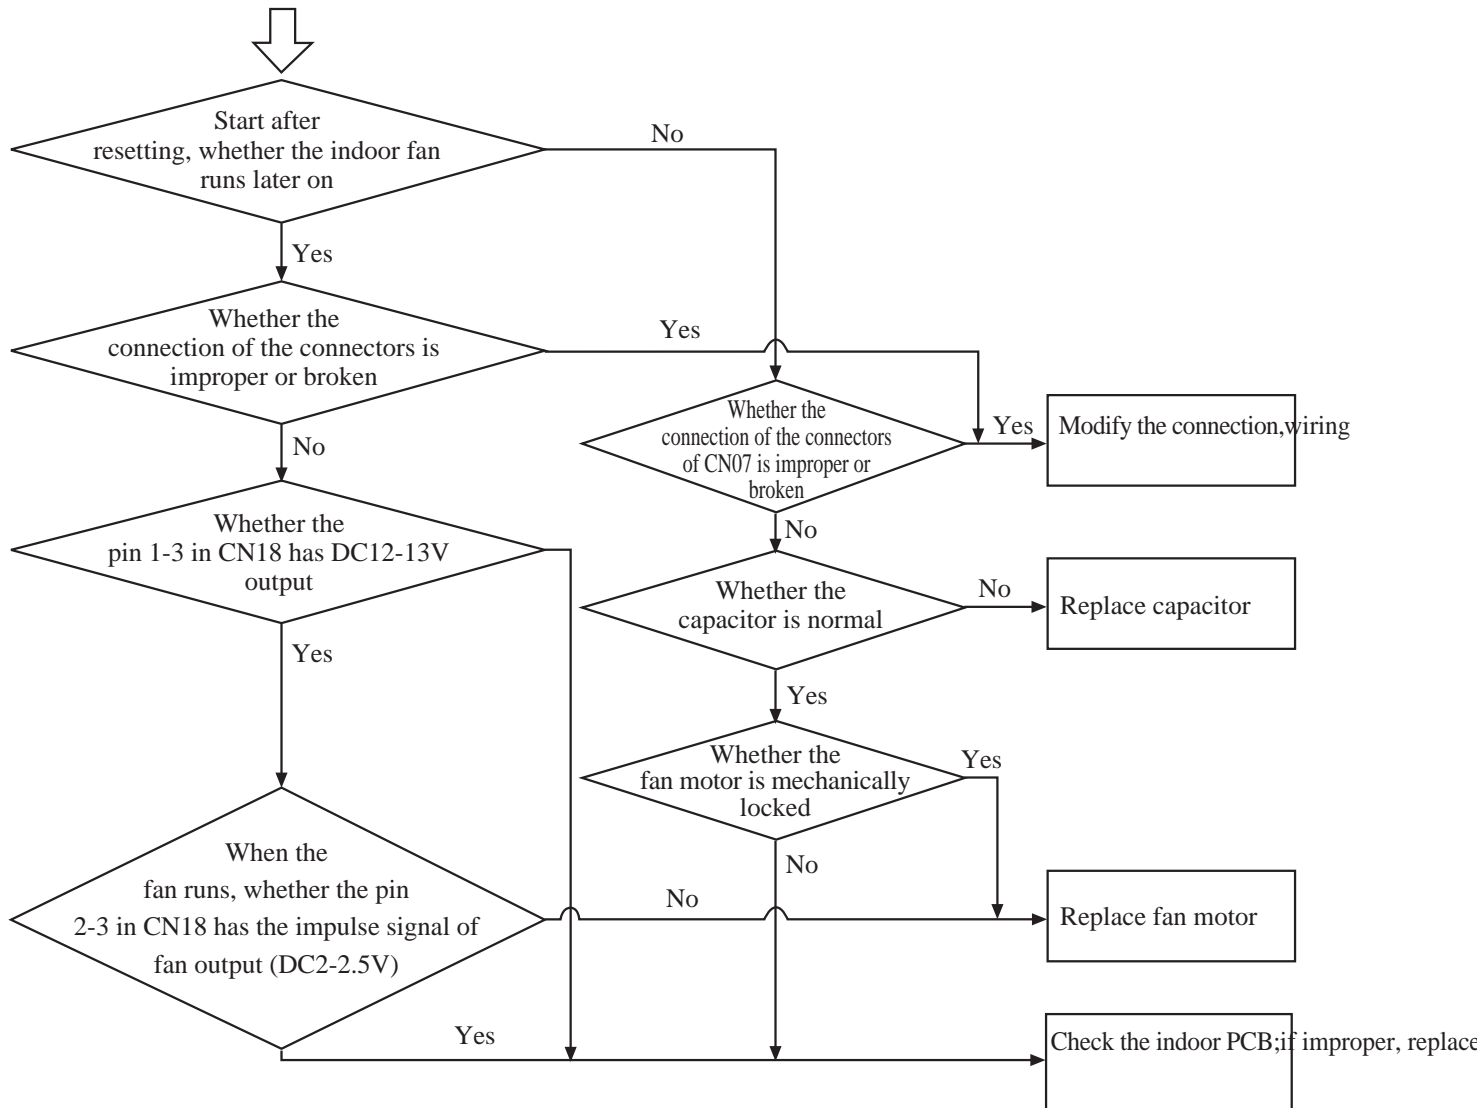 Start after
resetting, whether the indoor fan
runs later on
No
Yes
Whether the
connection of the connectors is
improper or broken
Yes
No
Whether the
connection of the connectors
of CN07 is improper or
broken
Yes
Modify the connection,wiring
No
Whether the
pin 1-3 in CN18 has DC12-13V
output
Yes
Whether the
capacitor is normal
No
Replace capacitor
Yes
Whether the
fan motor is mechanically
locked
Yes
No
When the
fan runs, whether the pin
2-3 in CN18 has the impulse signal of
fan output (DC2-2.5V)
No
Replace fan motor
Yes
Check the indoor PCB;if improper, replace